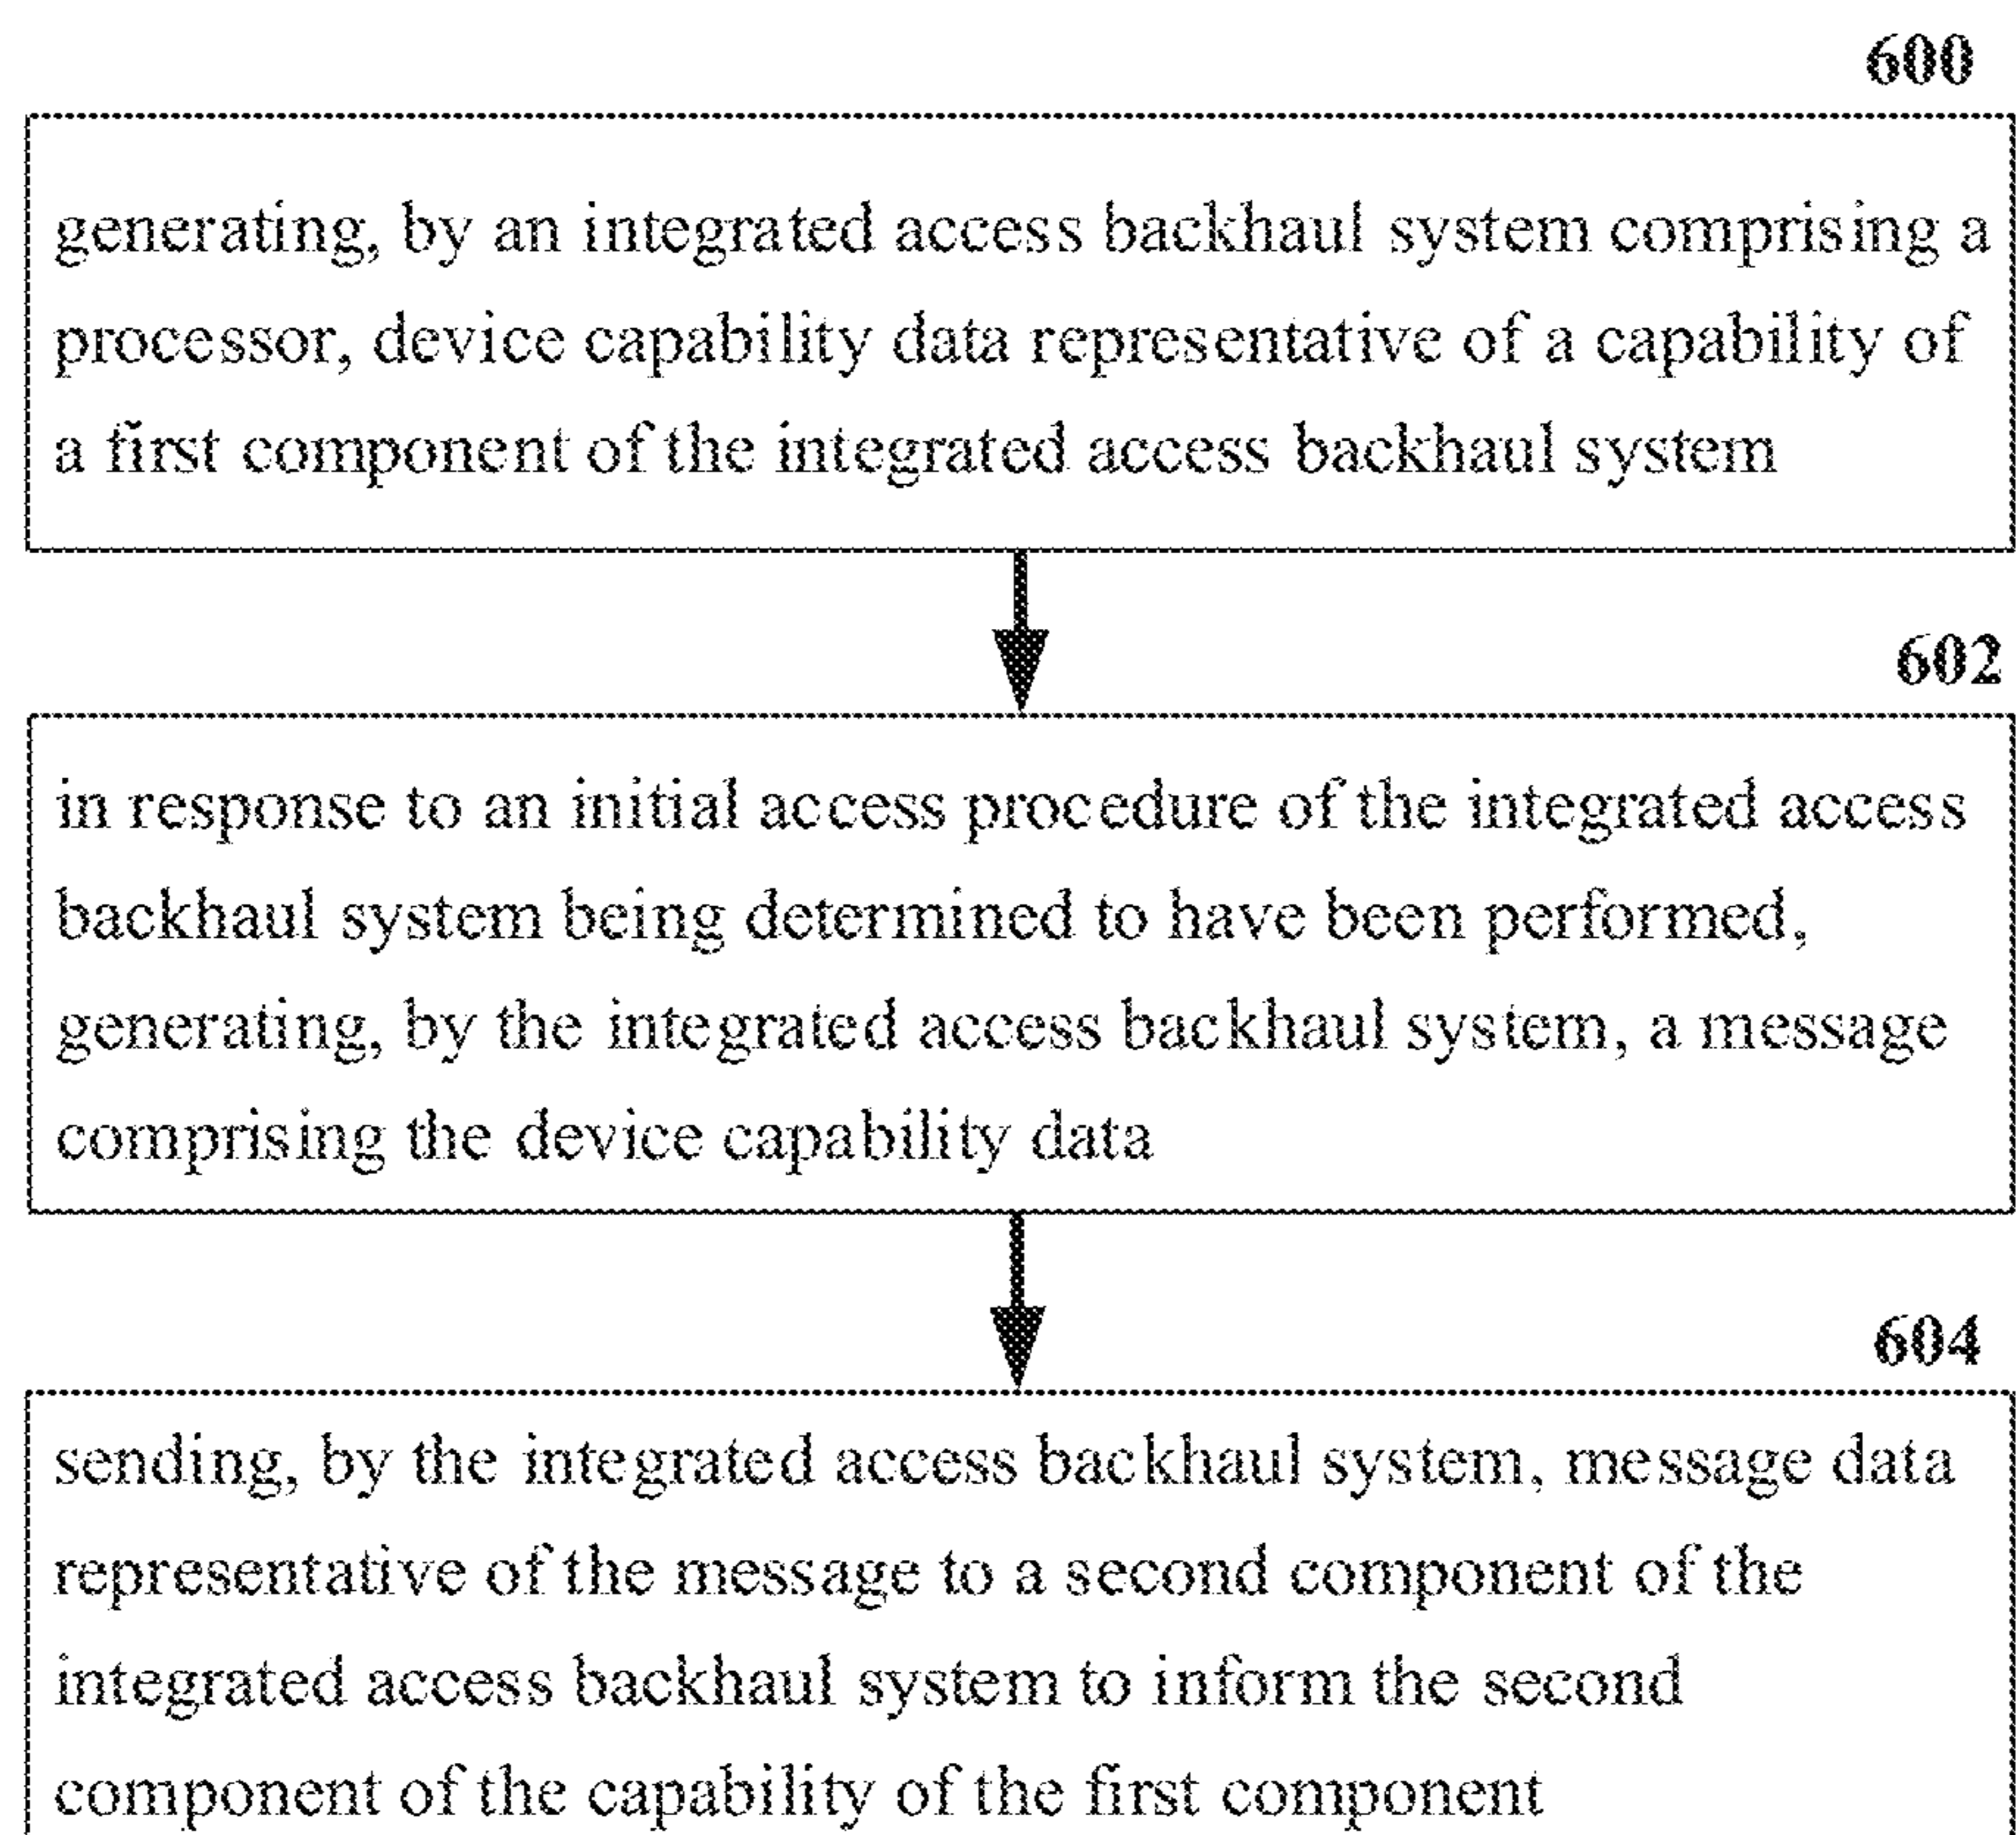 600
generating, by an integrated access backhaul system comprising a
processor, device capability data representative of a capability of
a first component of the integrated access backhaul system
602
in response to an initial access procedure of the integrated access
backhaul system being determined to have been performed,
generating, by the integrated access backhaul system, a message
comprising the device capability data
604
sending, by the integrated access backhaul system, message data
representative of the message to a second component of the
integrated access backhaul system to inform the second
component of the capability of the first component